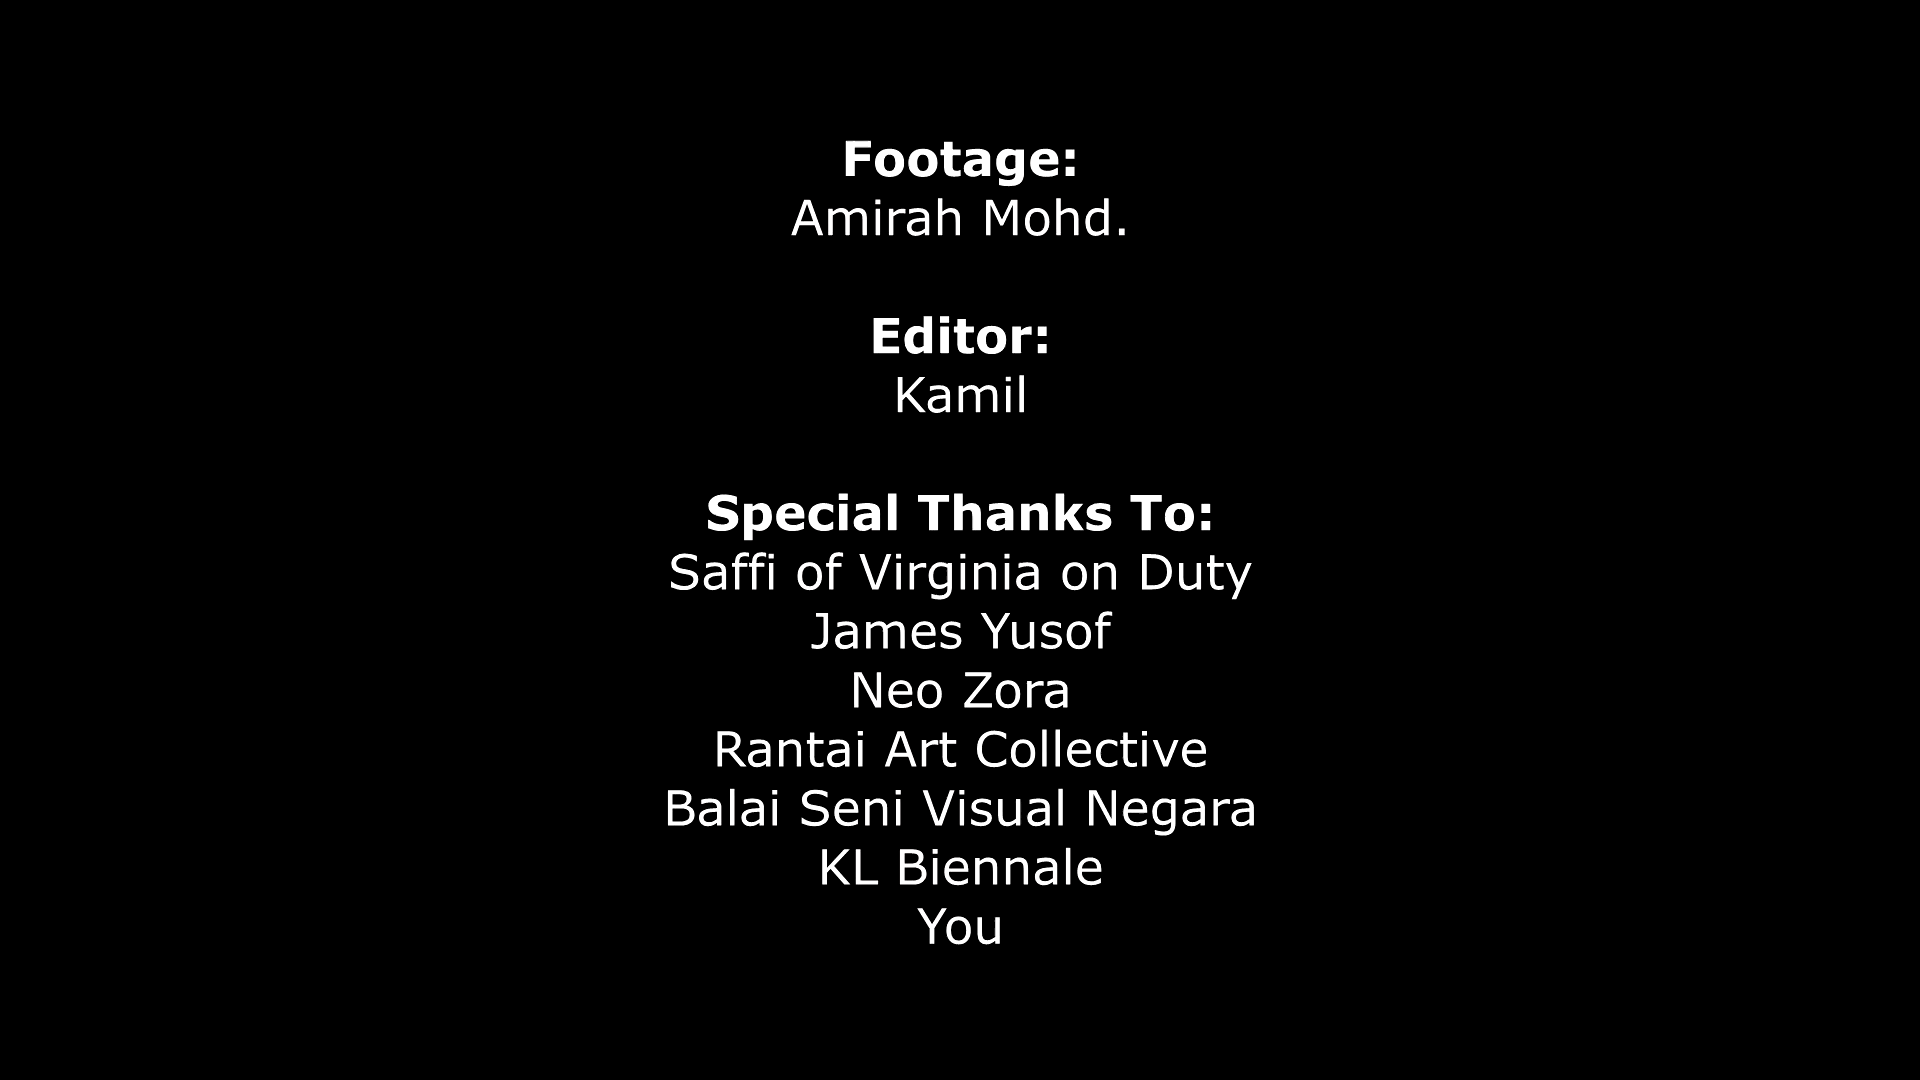 Footage:
Amirah Mohd.
Editor:
Kamil
Special Thanks To:
Saffi of Virginia on Duty
James Yusof
Neo Zora
Rantai Art Collective
Balai Seni Visual Negara
KL Biennale
You